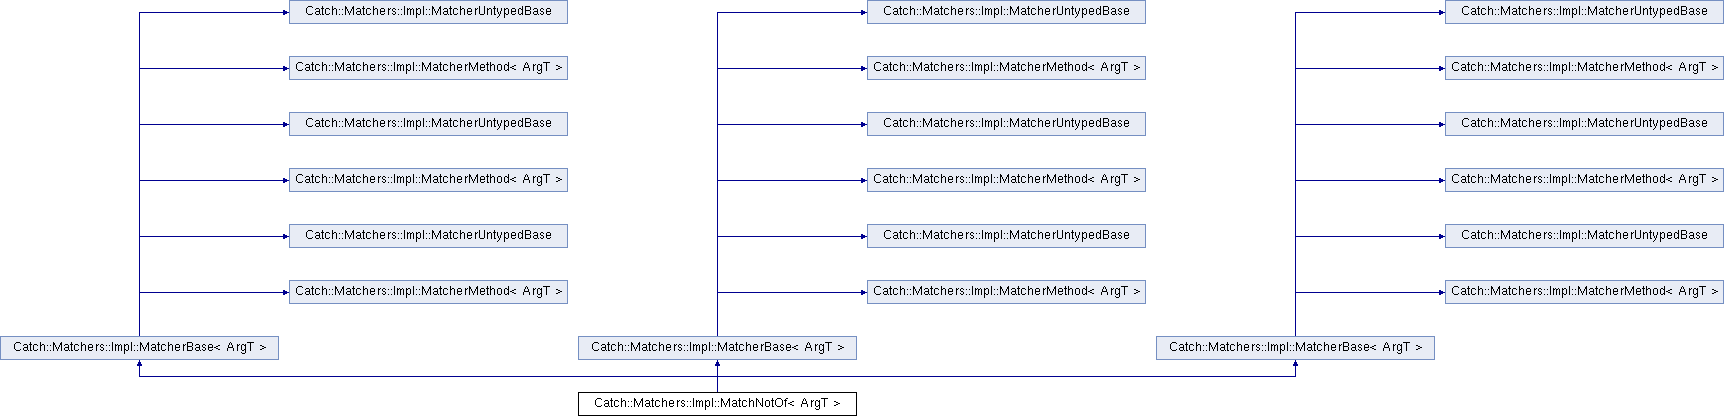 Catch::Matchers::Impl::MatcherUntypedBase
Catch::Matchers::Impl::MatcherUntypedBase
Catch::Matchers::Impl::MatcherUntypedBase
Catch::Matchers::Impl::MatcherMethod< ArgT >
Catch::Matchers::Impl::MatcherMethod< ArgT >
Catch::Matchers::Impl::MatcherMethod< ArgT >
Catch::Matchers::Impl::MatcherUntypedBase
Catch::Matchers::Impl::MatcherUntypedBase
Catch::Matchers::Impl::MatcherUntypedBase
Catch::Matchers::Impl::MatcherMethod< ArgT >
Catch::Matchers::Impl::MatcherMethod< ArgT >
Catch::Matchers::Impl::MatcherMethod< ArgT >
Catch::Matchers::Impl::MatcherUntypedBase
Catch::Matchers::Impl::MatcherUntypedBase
Catch::Matchers::Impl::MatcherUntypedBase
Catch::Matchers::Impl::MatcherMethod< ArgT >
Catch::Matchers::Impl::MatcherMethod< ArgT >
Catch::Matchers::Impl::MatcherMethod< ArgT >
Catch::Matchers::Impl::MatcherBase< ArgT >
Catch::Matchers::Impl::MatcherBase< ArgT >
Catch::Matchers::Impl::MatcherBase< ArgT >
Catch::Matchers::Impl::MatchNotOf< ArgT >